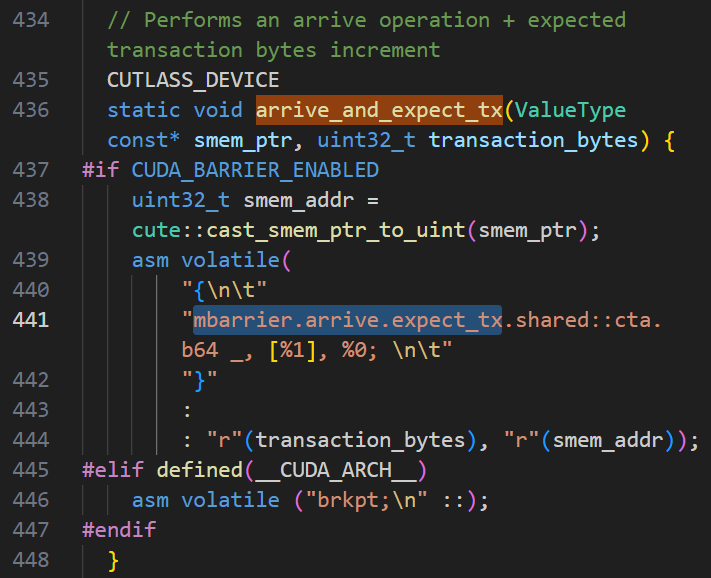 434 // Performs an arrive operation + expected
transaction bytes increment
435 CUTLASS_DEVICE
436 static void arrive_and_expect_tx(ValueType
const* smem_ptr, uint32_t transaction_bytes) {
437 #if CUDA_BARRIER_ENABLED
438 uint32_t smem_addr =
cute::cast_smem_ptr_to_uint(smem_ptr);
439 asm volatile(
440 "{\n\t"
441 "mbarrier.arrive.expect_tx.shared::cta.
b64 _, [%1], %0; \n\t"
442 "}"
443 :
444 : "r"(transaction_bytes), "r"(smem_addr));
445 #elif defined(__CUDA_ARCH__)
446 asm volatile ("brkpt;\n" ::);
447 #endif
448 }